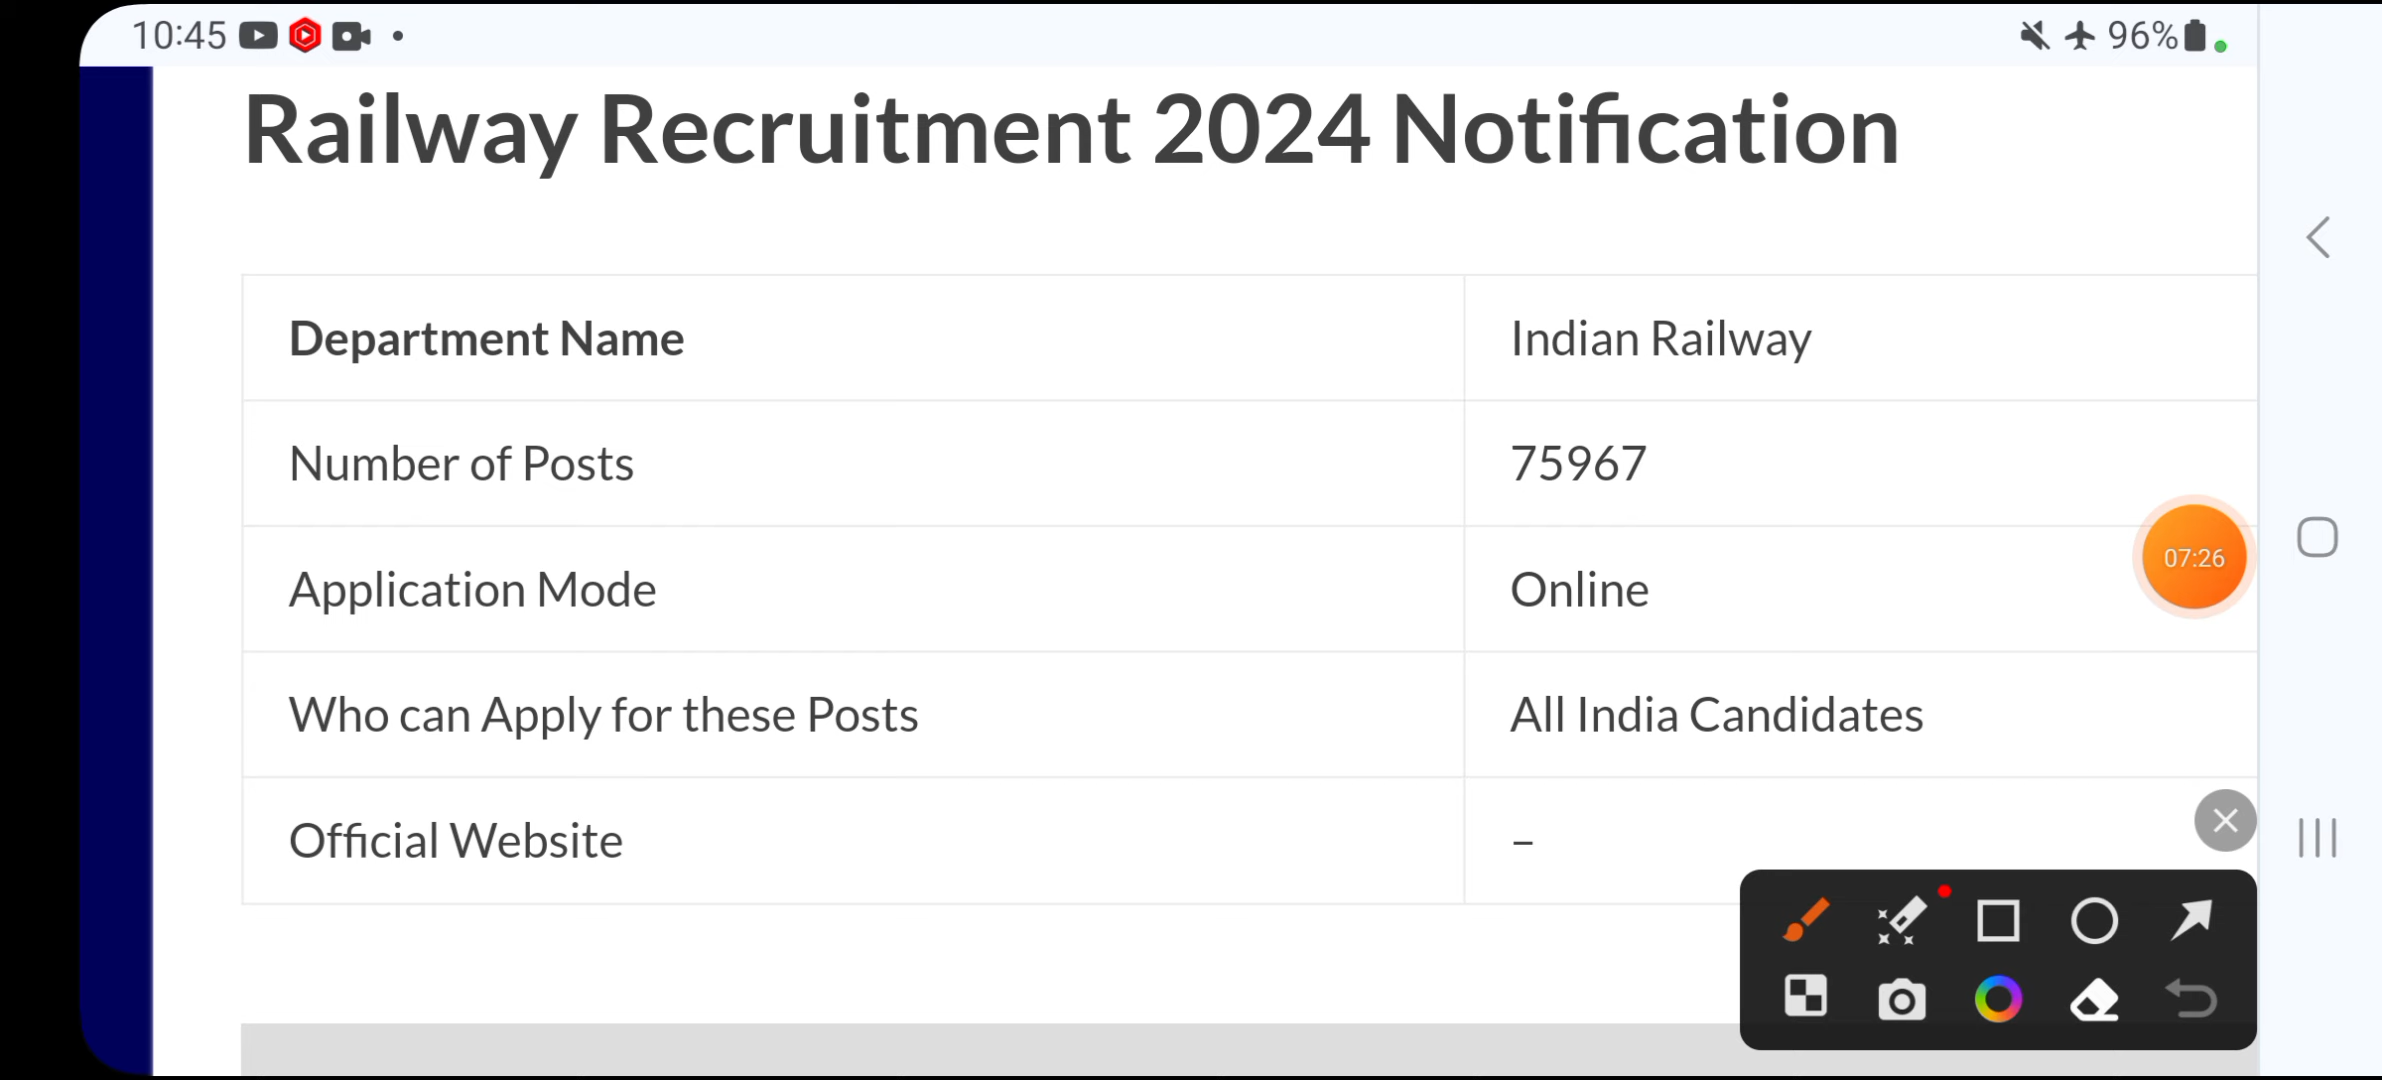 10:45
96%
Railway Recruitment 2024 Notification
Department Name Indian Railway
Number of Posts 75967
07:26
Application Mode Online
Who can Apply for these Posts All India Candidates
Official Website –